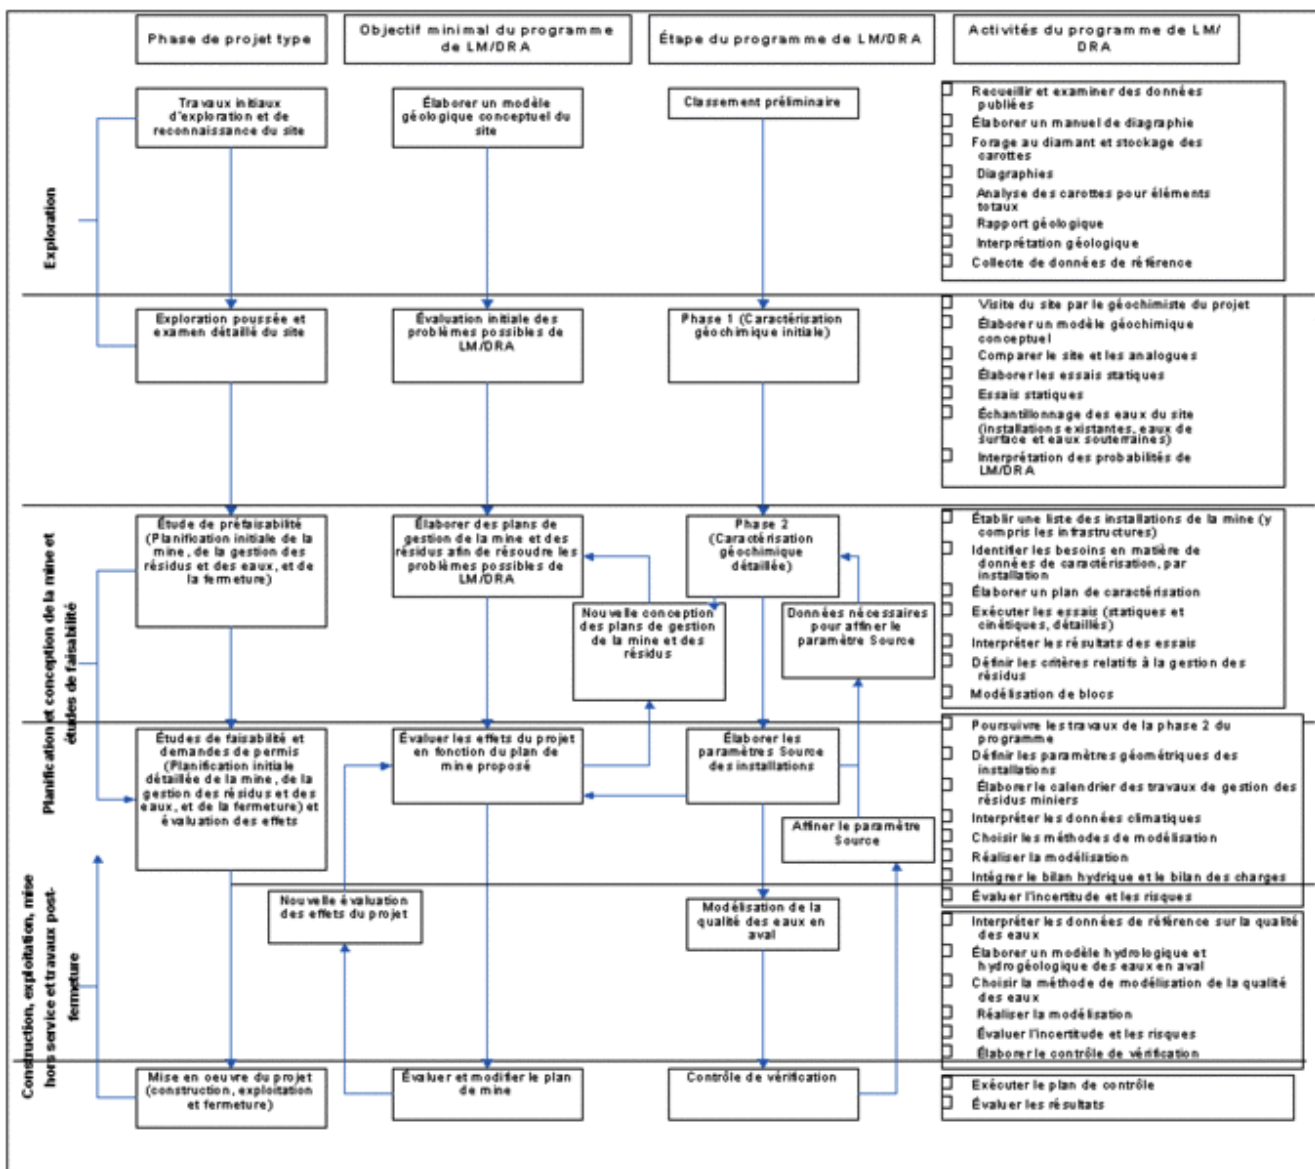 Phase de projet type
Objectif minimal du programme
de LM/DRA
Étape du programme de LM/DRA
Activités du programme de LM/
DRA
Exploration
Travaux initiaux
d'exploration et de
reconnaissance du site
Élaborer un modèle
géologique conceptuel du
site
Classement préliminaire
Recueillir et examiner des données
publiées
Élaborer un manuel de diagraphie
Forage au diamant et stockage des
carottes
Diagraphies
Analyse des carottes pour éléments
totaux
Rapport géologique
Interprétation géologique
Collecte de données de référence
Exploration poussée et
examen détaillé du site
Évaluation initiale des
problèmes possibles de
LM/DRA
Phase 1 (Caractérisation
géochimique initiale)
Visite du site par le géochimiste du projet
Élaborer un modèle géochimique
conceptuel
Comparer le site et les analogues
Élaborer les essais statiques
Essais statiques
Échantillonnage des eaux du site
(installations existantes, eaux de
surface et eaux souterraines)
Interprétation des probabilités de
LM/DRA
Planification et conception de la mine et
études de faisabilité
Étude de préfaisabilité
(Planification initiale de la
mine, de la gestion des
résidus et des eaux, et de
la fermeture)
Élaborer des plans de
gestion de la mine et des
résidus afin de résoudre les
problèmes possibles de
LM/DRA
Phase 2
(Caractérisation
géochimique
détaillée)
Nouvelle conception
des plans de gestion
de la mine et des
résidus
Données nécessaires
pour affiner le
paramètre Source
Établir une liste des installations de la mine (y
compris les infrastructures)
Identifier les besoins en matière de
données de caractérisation, par
installation
Élaborer un plan de caractérisation
Exécuter les essais (statiques et
cinétiques, détaillés)
Interpréter les résultats des essais
Définir les critères relatifs à la gestion des
résidus
Modélisation de blocs
Études de faisabilité et
demandes de permis
(Planification initiale
détaillée de la mine, de la
gestion des résidus et des
eaux, et de la fermeture) et
évaluation des effets
Évaluer les effets du projet
en fonction du plan de
mine proposé
Élaborer les
paramètres Source
des installations
Affiner le paramètre
Source
Poursuivre les travaux de la phase 2 du
programme
Définir les paramètres géométriques des
installations
Élaborer le calendrier des travaux de gestion des
résidus miniers
Interpréter les données climatiques
Choisir les méthodes de modélisation
Réaliser la modélisation
Intégrer le bilan hydrique et le bilan des charges
Évaluer l'incertitude et les risques
Construction, exploitation, mise
hors service et travaux post-
fermeture
Nouvelle évaluation
des effets du projet
Modélisation de la
qualité des eaux en
aval
Interpréter les données de référence sur la qualité
des eaux
Élaborer un modèle hydrologique et
hydrogéologique des eaux en aval
Choisir la méthode de modélisation de la qualité
des eaux
Réaliser la modélisation
Évaluer l'incertitude et les risques
Élaborer le contrôle de vérification
Mise en oeuvre du projet
(construction, exploitation
et fermeture)
Évaluer et modifier le plan
de mine
Contrôle de vérification
Exécuter le plan de contrôle
Évaluer les résultats